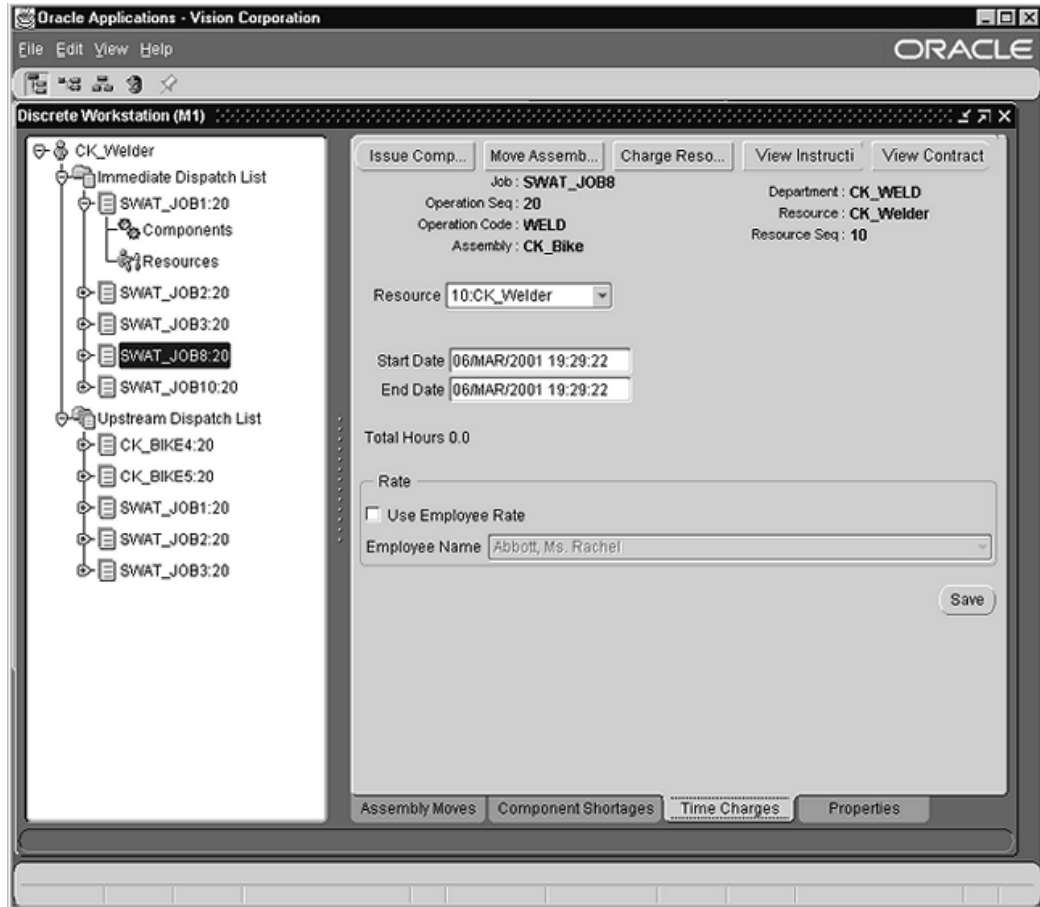 Oracle Applications - Vision Corporation
File Edit View Help
ORACLE
Discrete Workstation (M1)
CK_Welder
Immediate Dispatch List
SWAT_JOB1:20
Components
Resources
SWAT_JOB2:20
SWAT_JOB3:20
SWAT_JOB8:20
SWAT_JOB10:20
Upstream Dispatch List
CK_BIKE4:20
CK_BIKE5:20
SWAT_JOB1:20
SWAT_JOB2:20
SWAT_JOB3:20
Issue Comp... Move Assemb... Charge Reso... View Instructi View Contract
Job : SWAT_JOB8
Operation Seq : 20
Operation Code : WELD
Assembly : CK_Bike
Department : CK_WELD
Resource : CK_Welder
Resource Seq : 10
Resource 10:CK_Welder
Start Date 06/MAR/2001 19:29:22
End Date 06/MAR/2001 19:29:22
Total Hours 0.0
Rate
Use Employee Rate
Employee Name Abbott, Ms. Rachel
Save
Assembly Moves Component Shortages Time Charges Properties